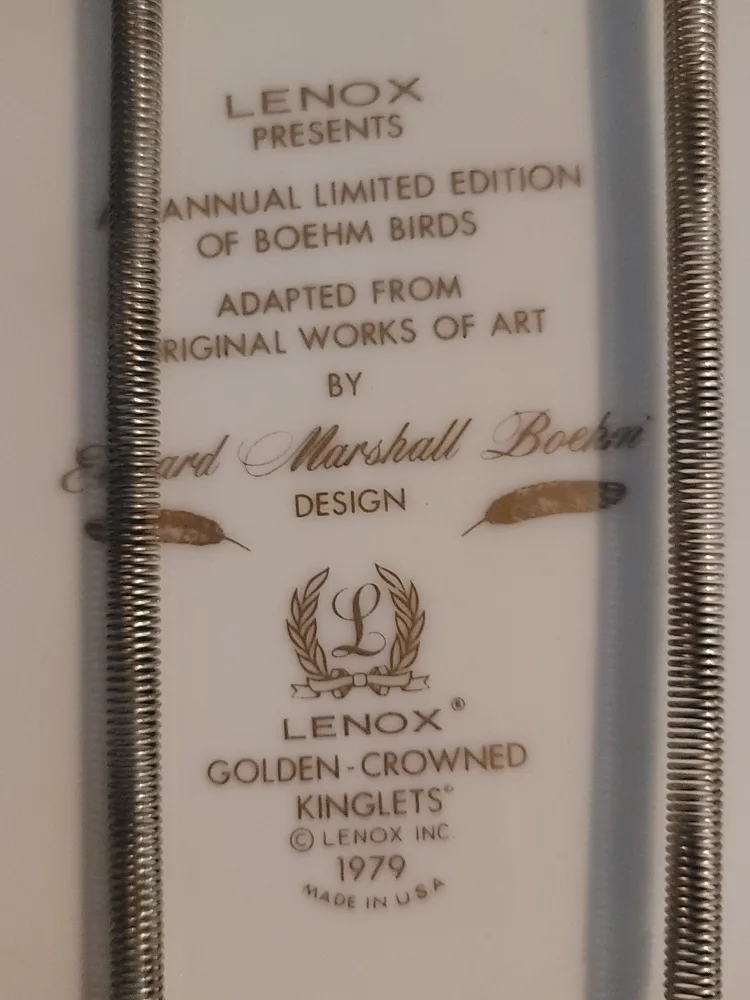 LENOX
PRESENTS
ANNUAL LIMITED EDITION
OF BOEHM BIRDS
ADAPTED FROM
RIGINAL WORKS OF ART
BY
Marshall Boehm
DESIGN
L
LENOX®
GOLDEN-CROWNED
KINGLETS©
© LENOX INC.
1979
MADE IN USA